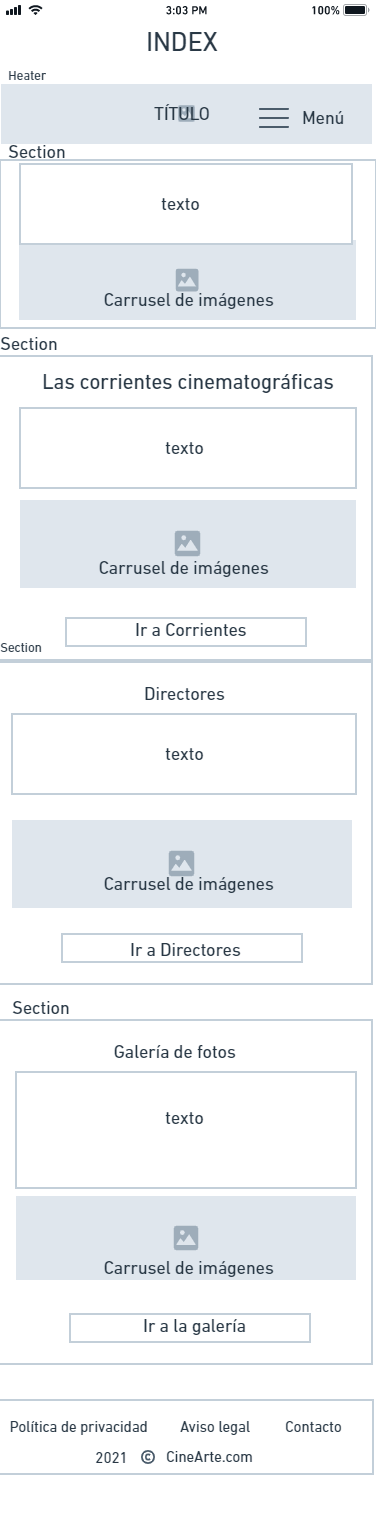 3:03 PM
100%
INDEX
Heater
TÍTULO
Menú
Section
texto
Carrusel de imágenes
Section
Las corrientes cinematográficas
texto
Carrusel de imágenes
Ir a Corrientes
Section
Directores
texto
Carrusel de imágenes
Ir a Directores
Section
Galería de fotos
texto
Carrusel de imágenes
Ir a la galería
Política de privacidad Aviso legal Contacto
2021 © CineArte.com